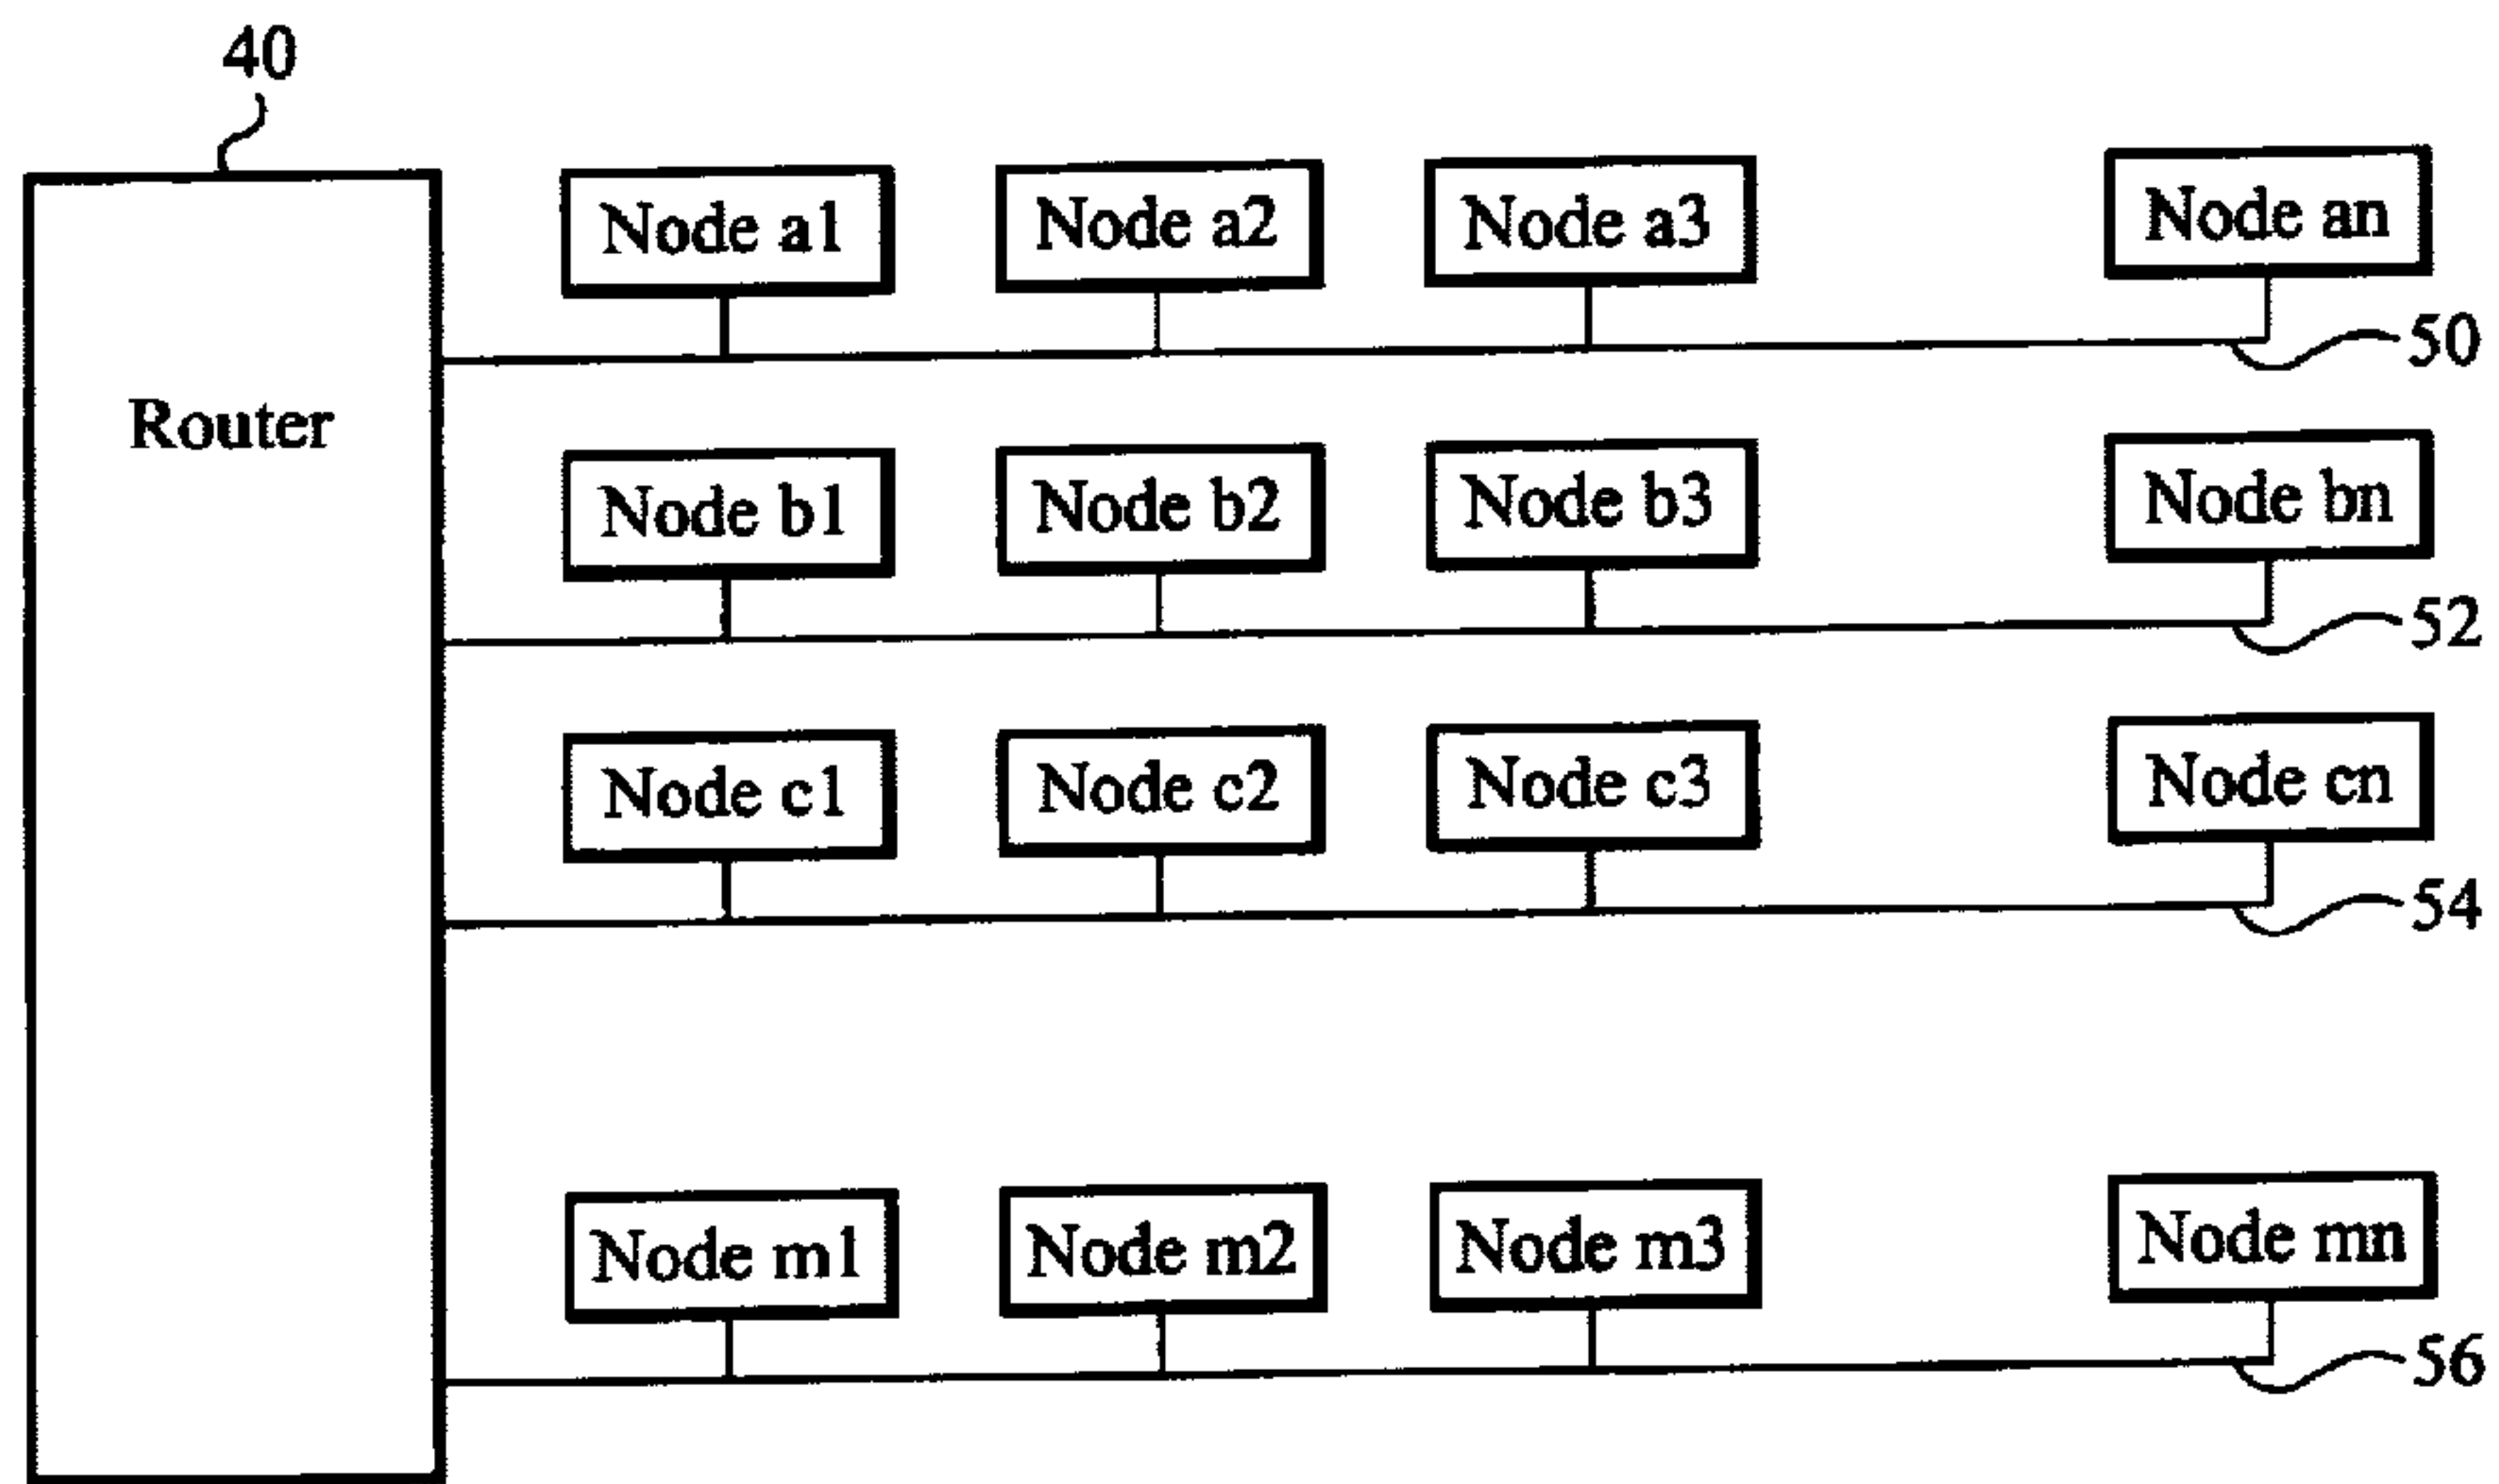 40
Node a1 Node a2 Node a3 Node an
50
Router
Node b1 Node b2 Node b3 Node bn
52
Node c1 Node c2 Node c3 Node cn
54
Node m1 Node m2 Node m3 Node mn
56